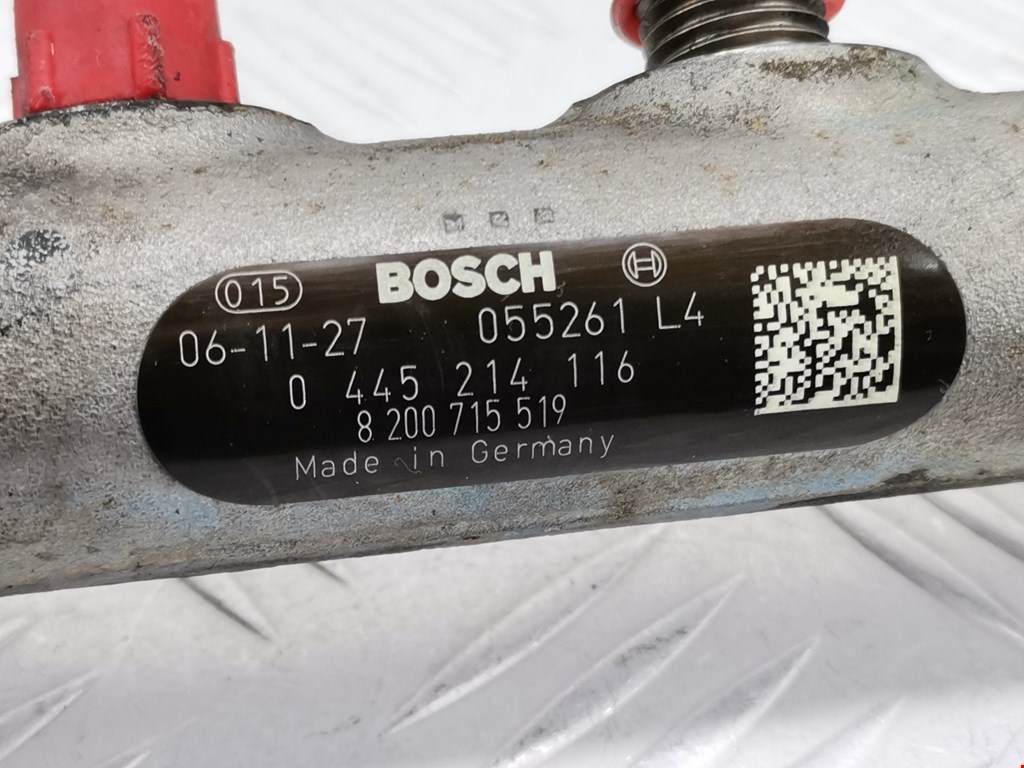 BOSCH
015
06-11-27 055261 L4
0 445 214 116
8 200 715 519
Made in Germany